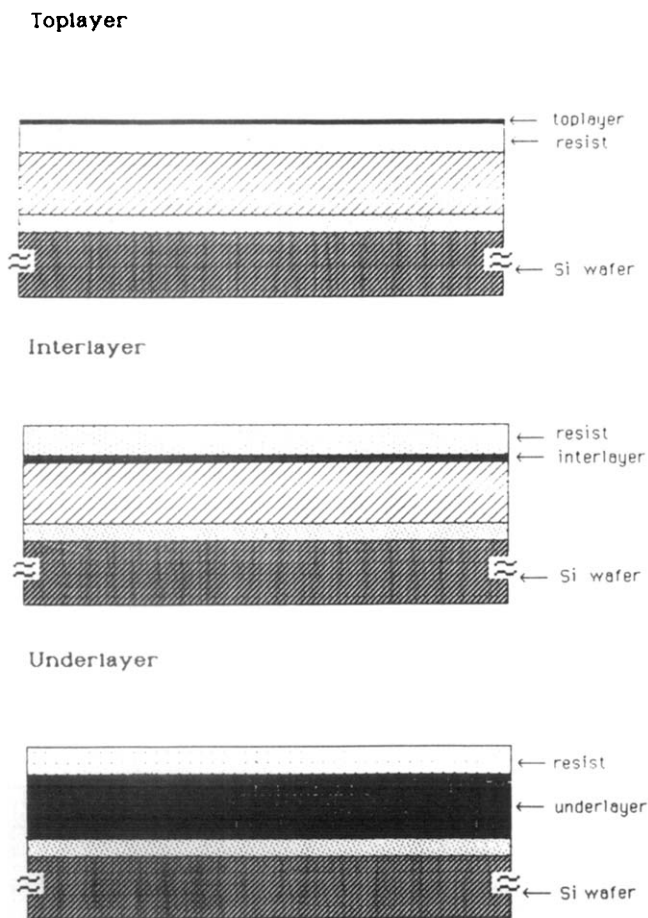 Toplayer
toplayer
resist
Si wafer
Interlayer
resist
interlayer
Si wafer
Underlayer
resist
underlayer
Si wafer